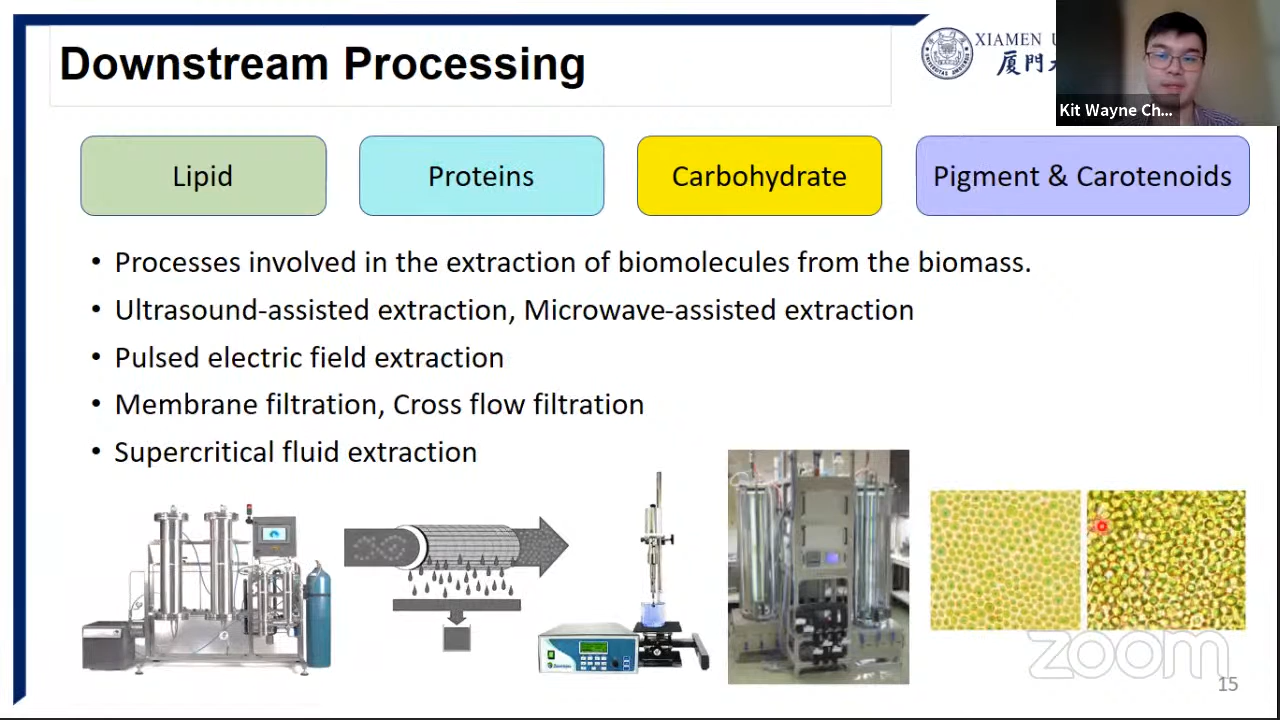 Downstream Processing
XIAMEN U
厦門大
Kit Wayne Ch...
Lipid
Proteins
Carbohydrate
Pigment & Carotenoids
• Processes involved in the extraction of biomolecules from the biomass.
• Ultrasound-assisted extraction, Microwave-assisted extraction
• Pulsed electric field extraction
• Membrane filtration, Cross flow filtration
• Supercritical fluid extraction
zoom
15